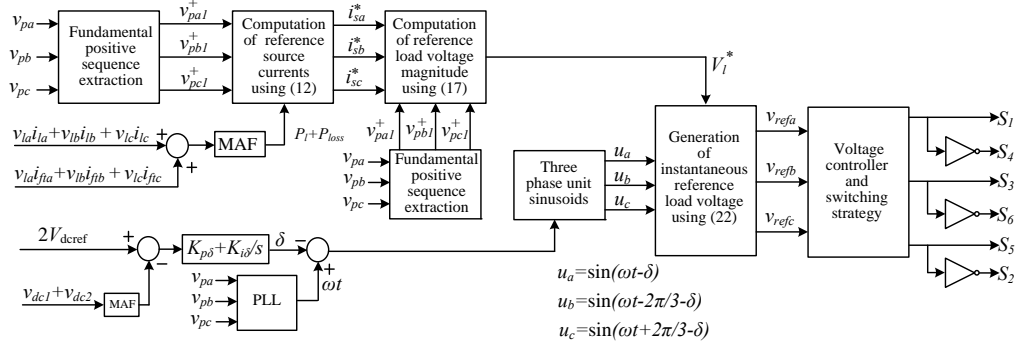 v_pa
v_pb
v_pc
Fundamental
positive
sequence
extraction
v⁺_pa1
v⁺_pb1
v⁺_pc1
Computation
of reference
source
currents
using (12)
i*_sa
i*_sb
i*_sc
Computation
of reference
load voltage
magnitude
using (17)
V_l*
v_la i_la+v_lb i_lb + v_lc i_lc
+
+
v_la i_fta+v_lb i_ftb + v_lc i_ftc
MAF
P_l+P_loss
v⁺_pa1
v⁺_pb1
v⁺_pc1
v_pa
v_pb
v_pc
Fundamental
positive
sequence
extraction
Three
phase unit
sinusoids
u_a
u_b
u_c
Generation
of
instantaneous
reference
load voltage
using (22)
v_refa
v_refb
v_refc
Voltage
controller
and
switching
strategy
S_1
S_4
S_3
S_6
S_5
S_2
2V_dcref
+
−
K_pδ+K_iδ/s
δ
−
+
ωt
v_dc1+v_dc2
MAF
v_pa
v_pb
v_pc
PLL
u_a=sin(ωt-δ)
u_b=sin(ωt-2π/3-δ)
u_c=sin(ωt+2π/3-δ)